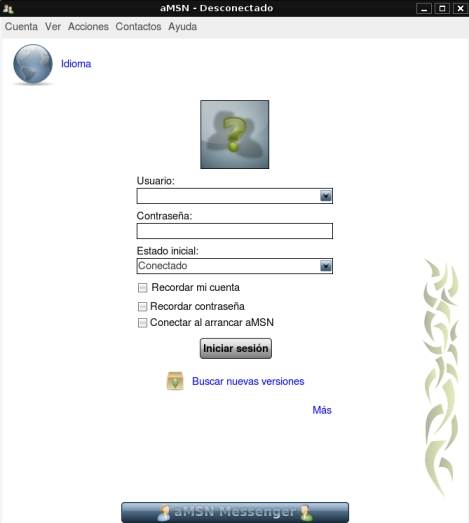 aMSN - Desconectado
Cuenta Ver Acciones Contactos Ayuda
Idioma
Usuario:
Contraseña:
Estado inicial:
Conectado
Recordar mi cuenta
Recordar contraseña
Conectar al arrancar aMSN
Iniciar sesión
Buscar nuevas versiones
Más
aMSN Messenger